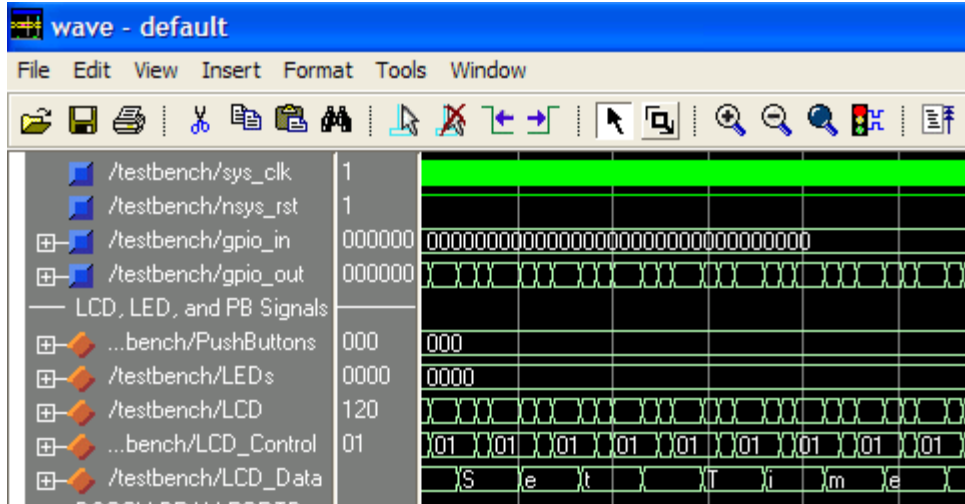 wave - default
File Edit View Insert Format Tools Window
/testbench/sys_clk 1
/testbench/nsys_rst 1
/testbench/gpio_in 000000 00000000000000000000000000000000
/testbench/gpio_out 000000
LCD, LED, and PB Signals
...bench/PushButtons 000 000
/testbench/LEDs 0000 0000
/testbench/LCD 120
...bench/LCD_Control 01 01 01 01 01 01 01 01 01 01
/testbench/LCD_Data S e t T i m e